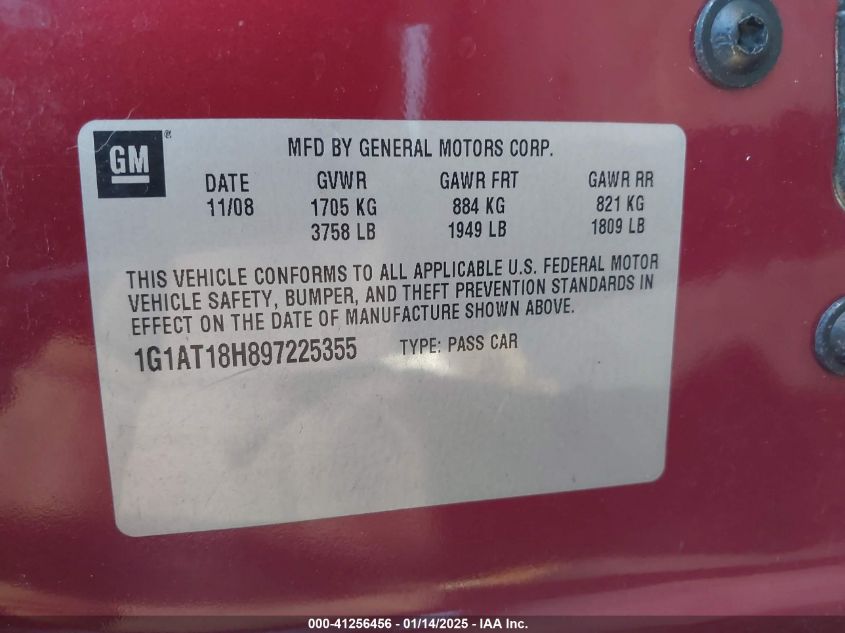 GM®
MFD BY GENERAL MOTORS CORP.
DATE GVWR GAWR FRT GAWR RR
11/08 1705 KG 884 KG 821 KG
3758 LB 1949 LB 1809 LB
THIS VEHICLE CONFORMS TO ALL APPLICABLE U.S. FEDERAL MOTOR
VEHICLE SAFETY, BUMPER, AND THEFT PREVENTION STANDARDS IN
EFFECT ON THE DATE OF MANUFACTURE SHOWN ABOVE.
1G1AT18H897225355 TYPE: PASS CAR
000-41256456 - 01/14/2025 - IAA Inc.